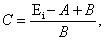 C = (E_i − A + B) / B,